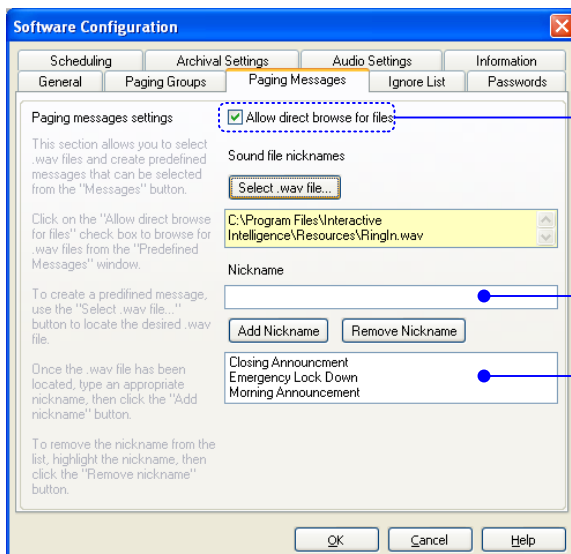 Software Configuration
Scheduling
Archival Settings
Audio Settings
Information
General
Paging Groups
Paging Messages
Ignore List
Passwords
Paging messages settings
This section allows you to select
.wav files and create predefined
messages that can be selected
from the "Messages" button.
Click on the "Allow direct browse
for files" check box to browse for
.wav files from the "Predefined
Messages" window.
To create a predifined message,
use the "Select .wav file..."
button to locate the desired .wav
file.
Once the .wav file has been
located, type an appropriate
nickname, then click the "Add
nickname" button.
To remove the nickname from the
list, highlight the nickname, then
click the "Remove nickname"
button.
Allow direct browse for files
Sound file nicknames
Select .wav file...
C:\Program Files\Interactive
Intelligence\Resources\RingIn.wav
Nickname
Add Nickname
Remove Nickname
Closing Announcment
Emergency Lock Down
Morning Announcement
OK
Cancel
Help